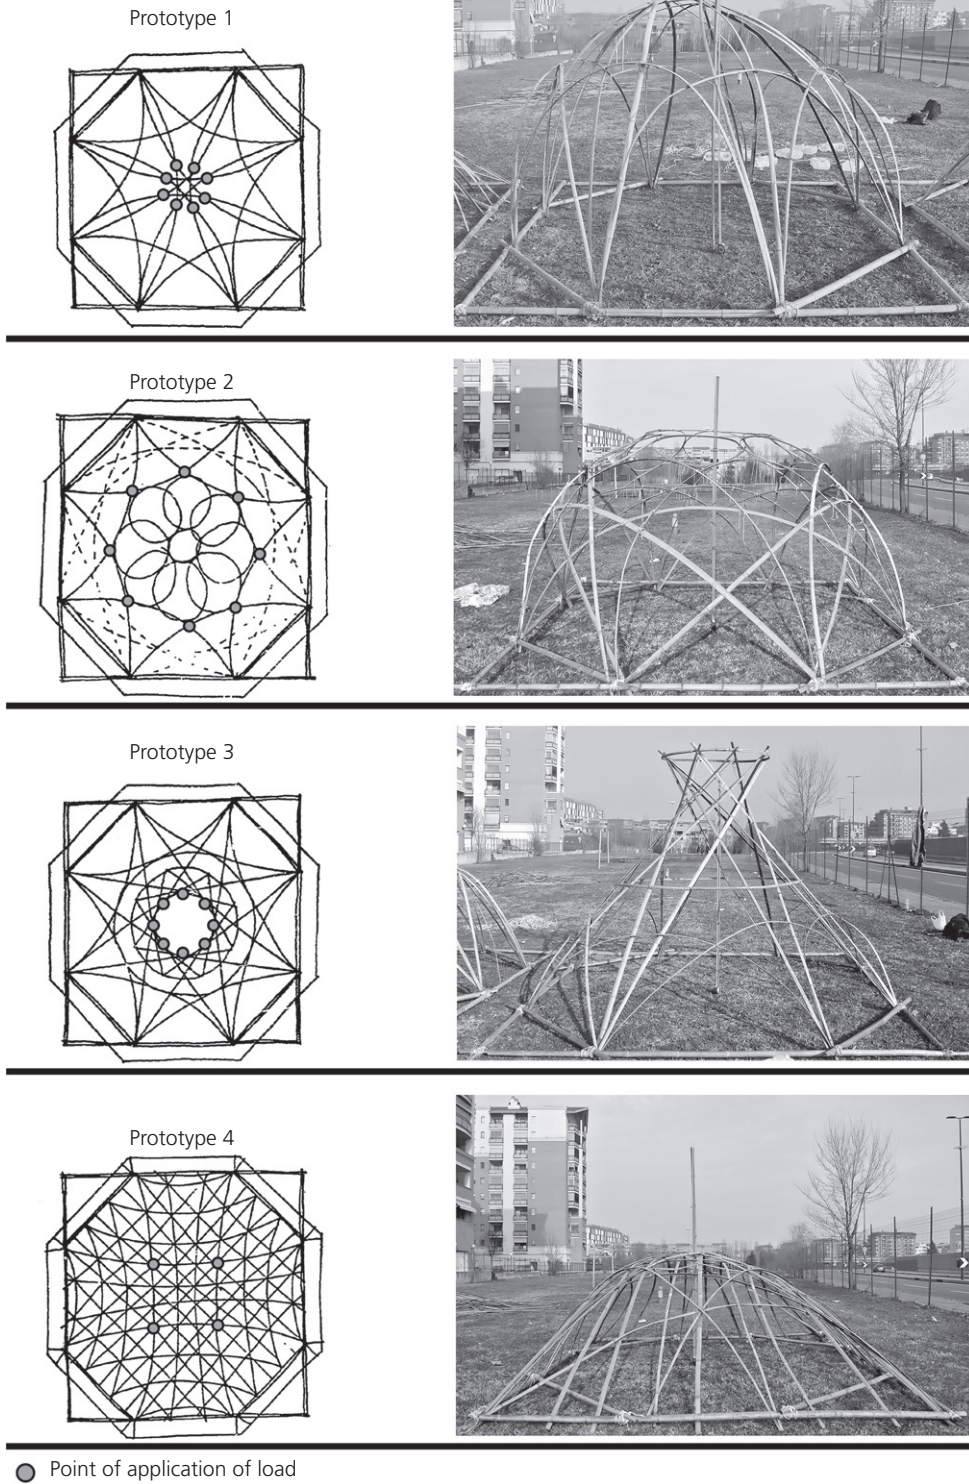 Prototype 1
Prototype 2
Prototype 3
Prototype 4
Point of application of load